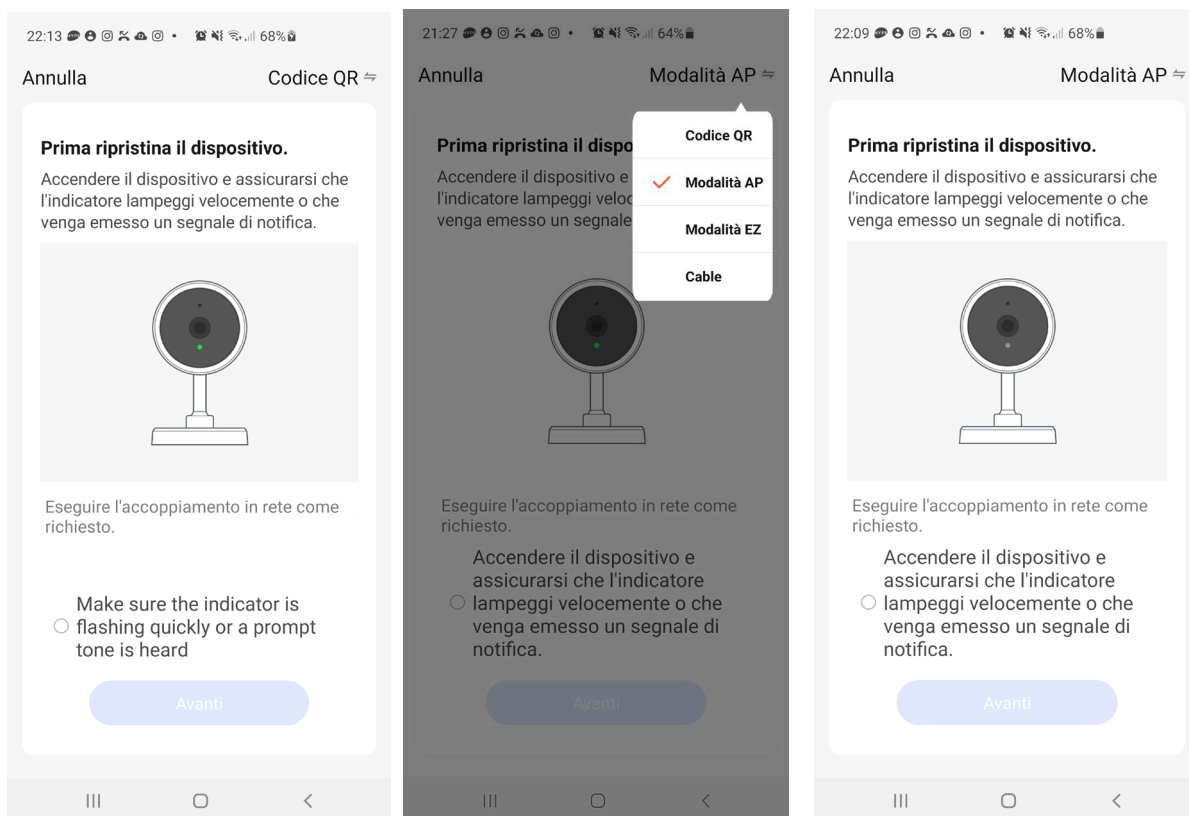 22:13
68%
Annulla
Codice QR
Prima ripristina il dispositivo.
Accendere il dispositivo e assicurarsi che
l'indicatore lampeggi velocemente o che
venga emesso un segnale di notifica.
Eseguire l'accoppiamento in rete come
richiesto.
Make sure the indicator is
flashing quickly or a prompt
tone is heard
Avanti
21:27
64%
Annulla
Modalità AP
Codice QR
Modalità AP
Modalità EZ
Cable
Prima ripristina il dispo
Accendere il dispositivo e
l'indicatore lampeggi veloc
venga emesso un segnale
Eseguire l'accoppiamento in rete come
richiesto.
Accendere il dispositivo e
assicurarsi che l'indicatore
lampeggi velocemente o che
venga emesso un segnale di
notifica.
Avanti
22:09
68%
Annulla
Modalità AP
Prima ripristina il dispositivo.
Accendere il dispositivo e assicurarsi che
l'indicatore lampeggi velocemente o che
venga emesso un segnale di notifica.
Eseguire l'accoppiamento in rete come
richiesto.
Accendere il dispositivo e
assicurarsi che l'indicatore
lampeggi velocemente o che
venga emesso un segnale di
notifica.
Avanti